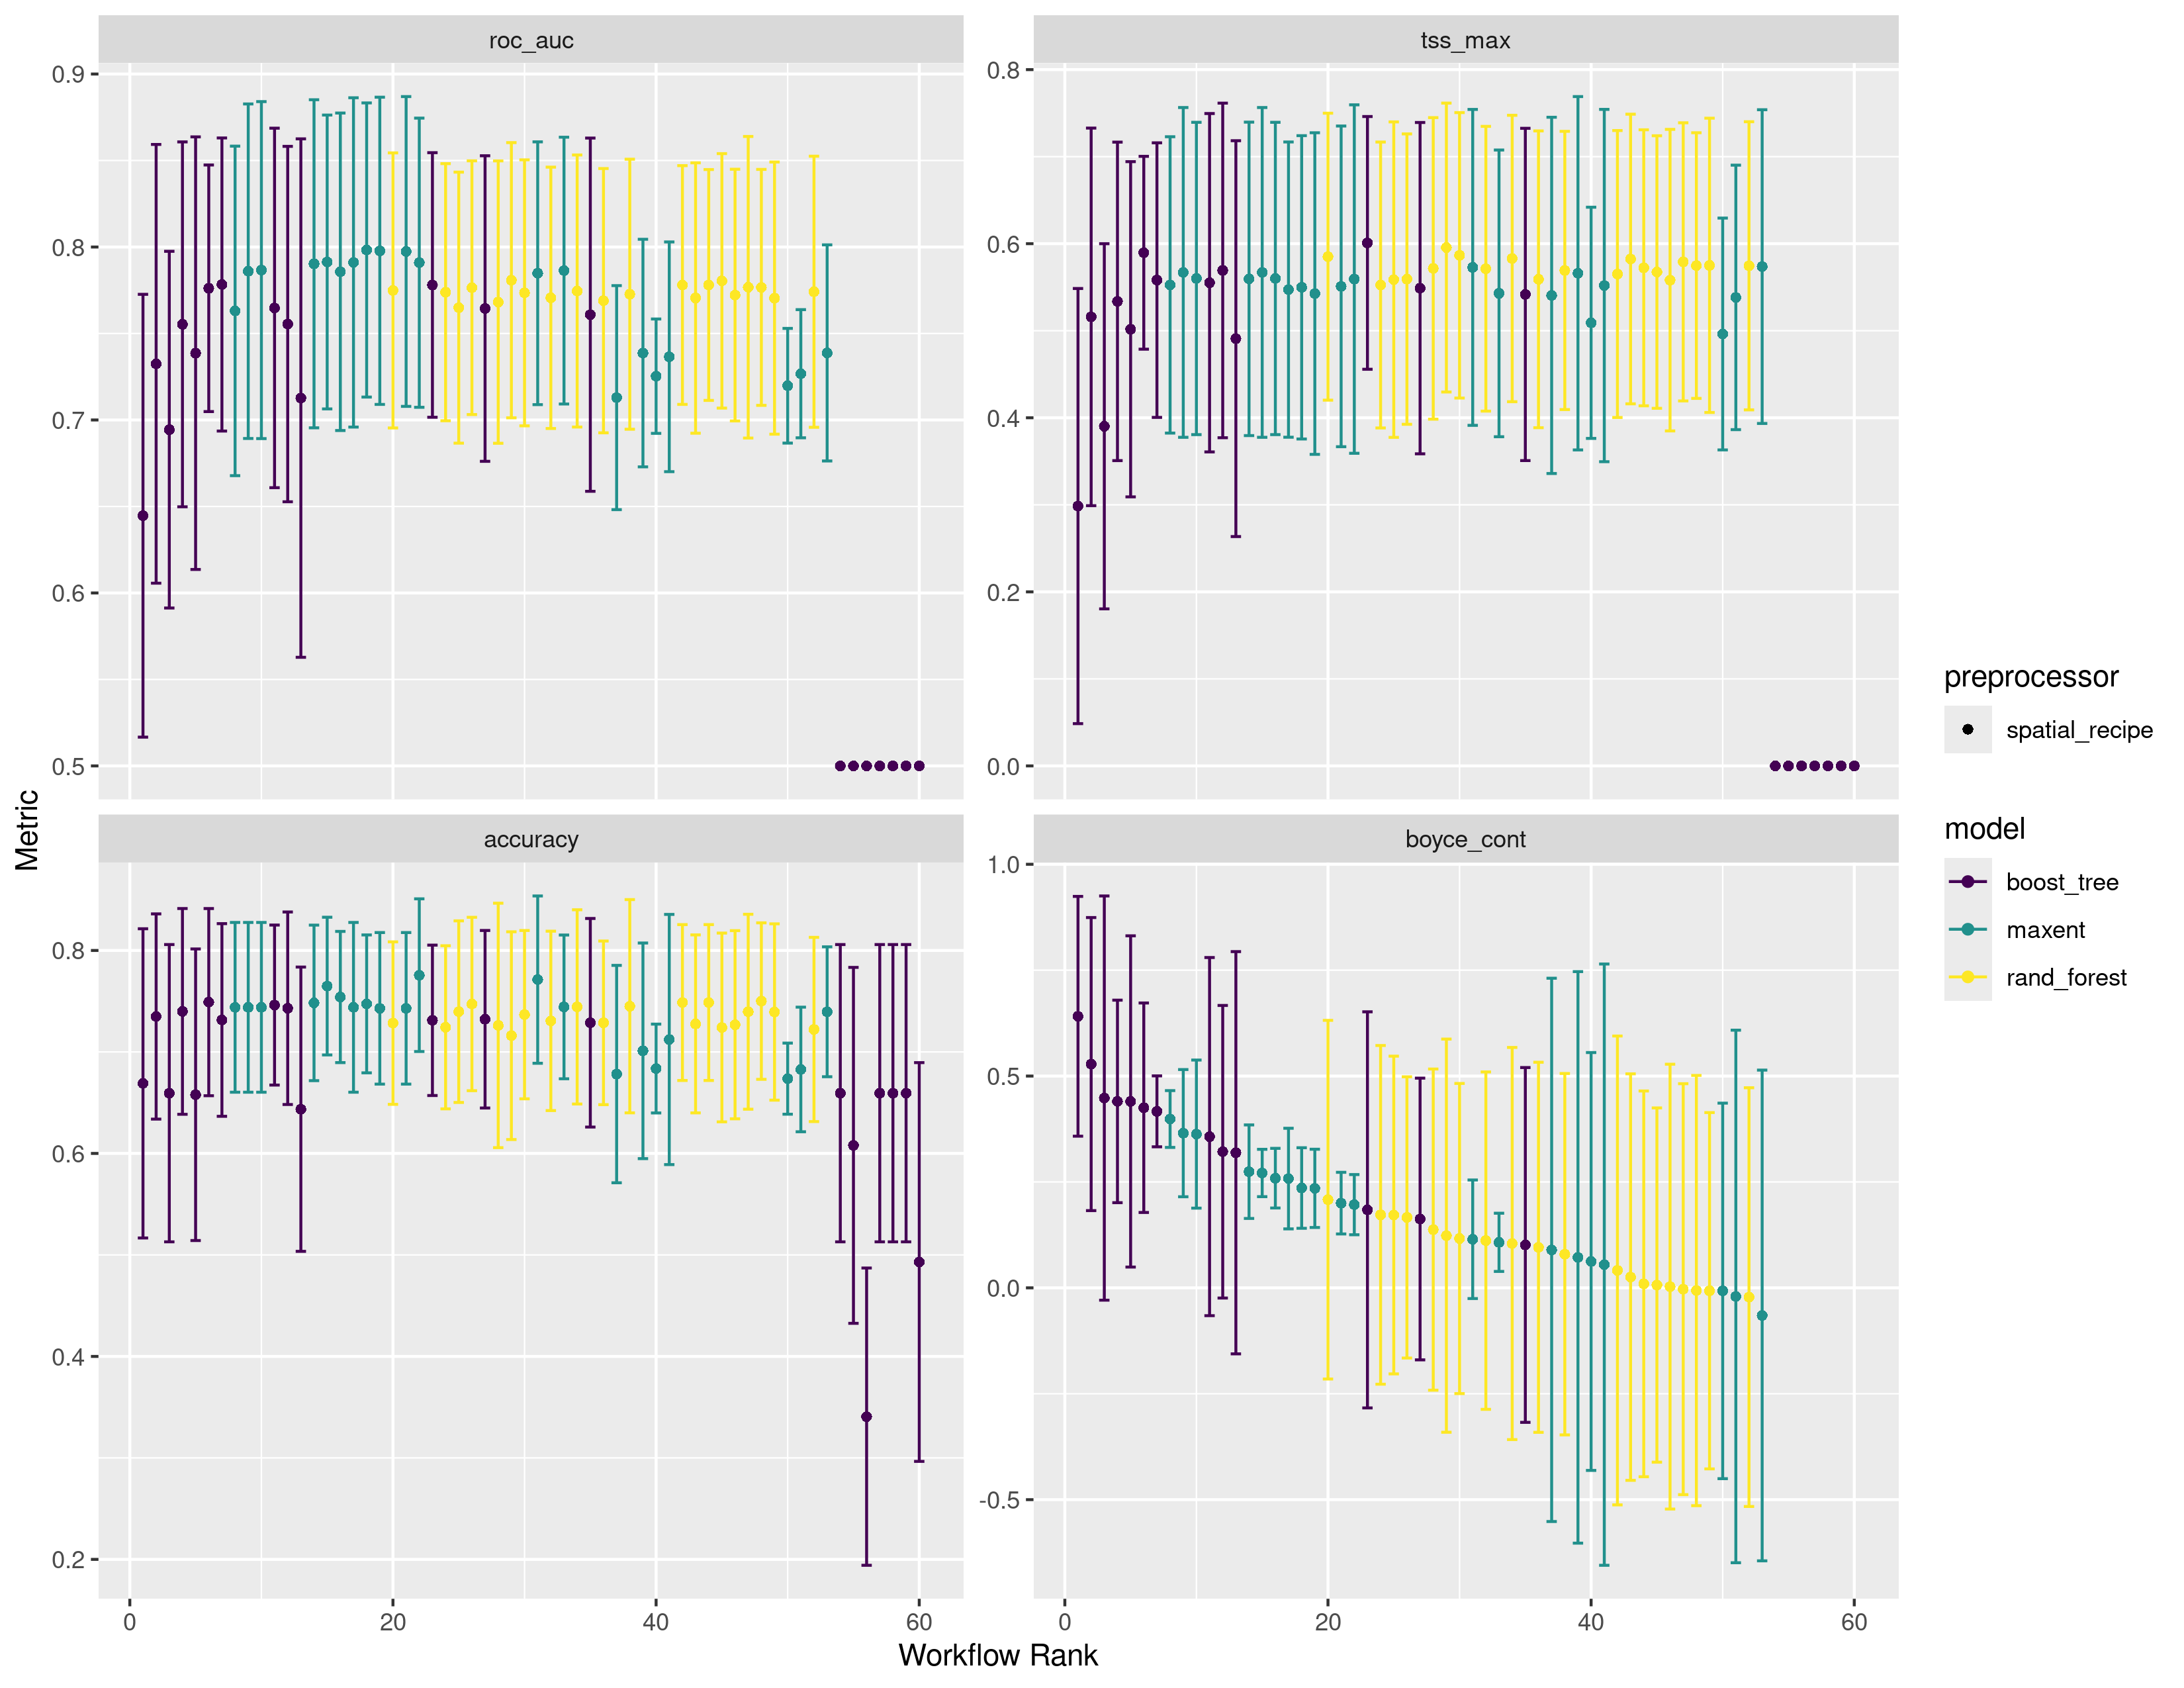 roc_auc
tss_max
0.9
0.8
0.7
0.6
0.5
0.8
0.6
0.4
0.2
0.0
accuracy
boyce_cont
0.8
0.6
0.4
0.2
1.0
0.5
0.0
-0.5
0
20
40
60
0
20
40
60
Workflow Rank
Metric
preprocessor
spatial_recipe
model
boost_tree
maxent
rand_forest